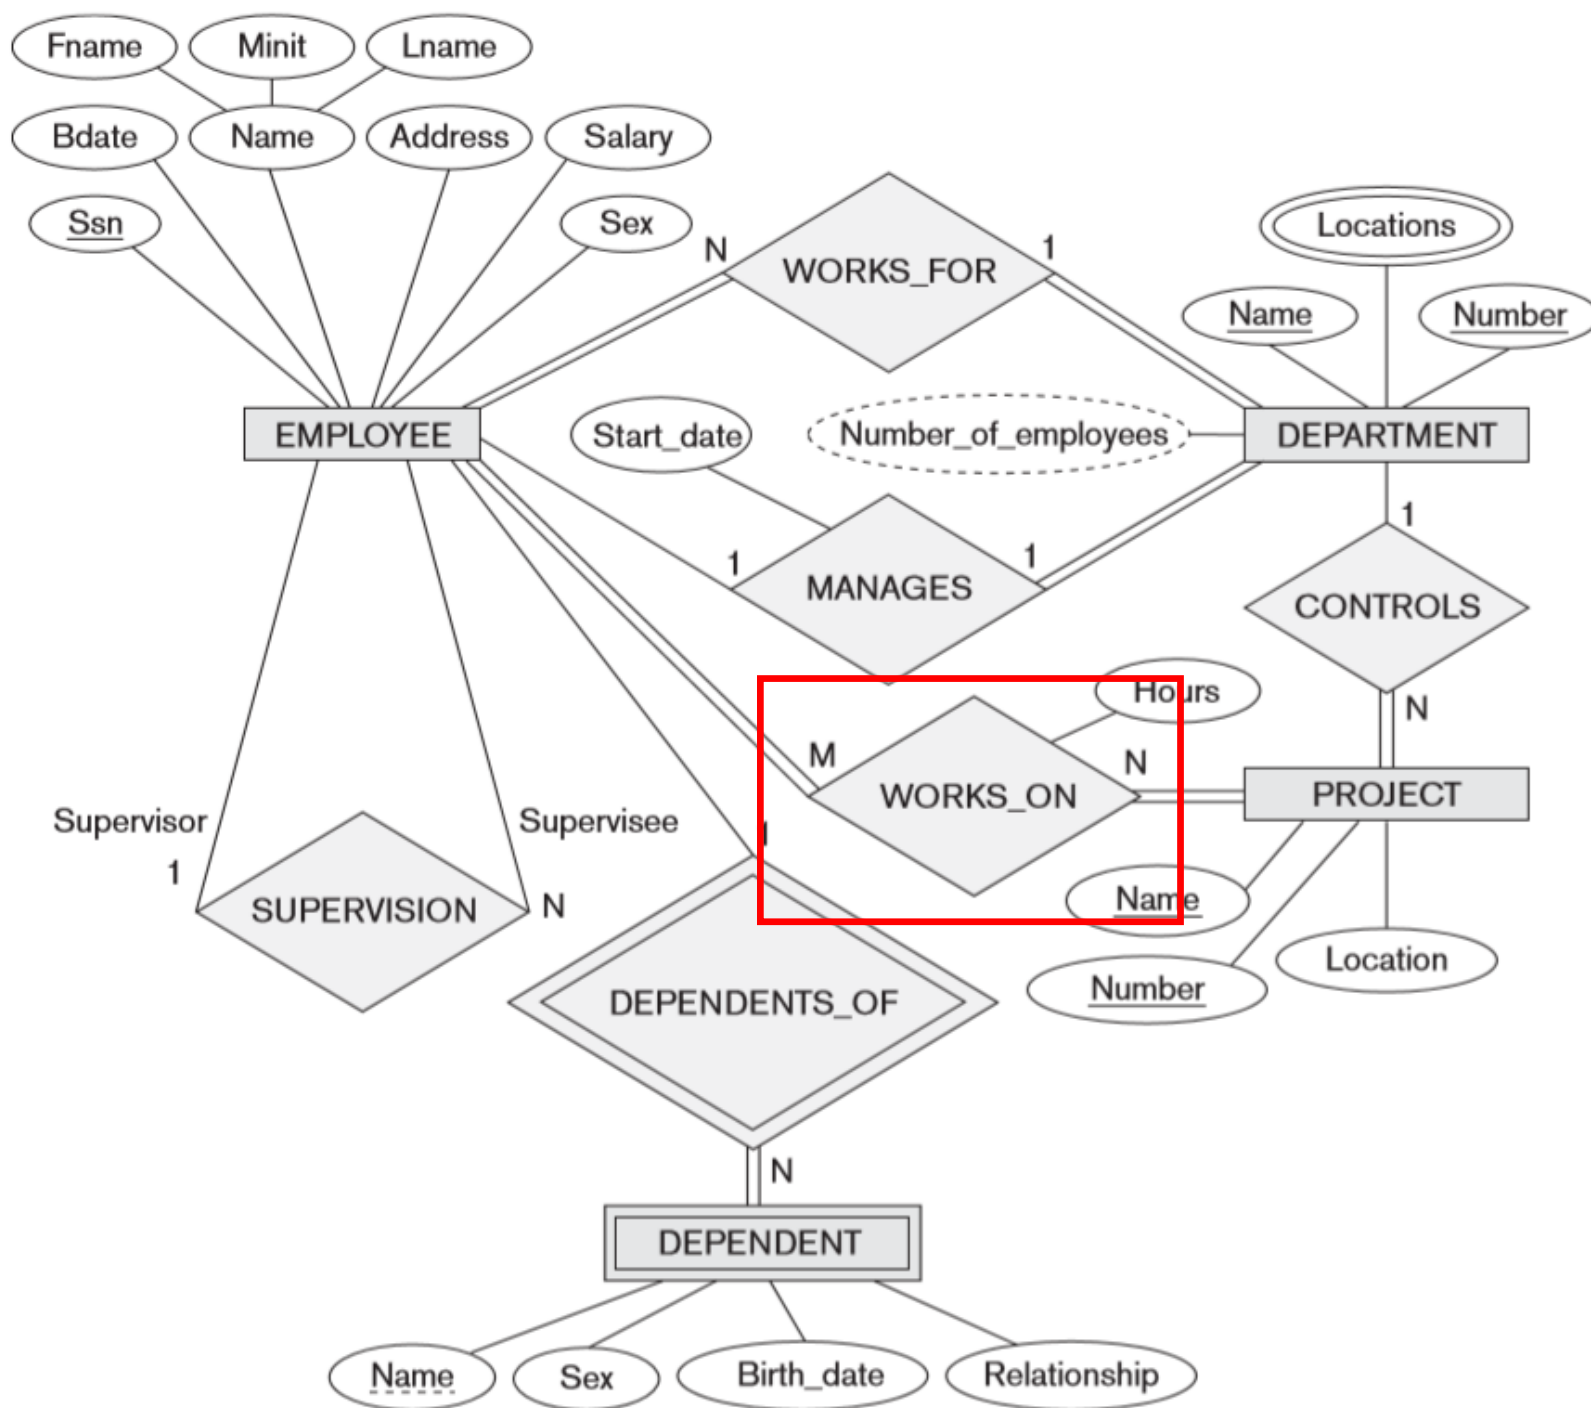 Fname
Minit
Lname
Bdate
Name
Address
Salary
Ssn
Sex
N
WORKS_FOR
1
Locations
Name
Number
EMPLOYEE
Start_date
Number_of_employees
DEPARTMENT
1
MANAGES
1
1
CONTROLS
N
Hours
M
WORKS_ON
N
PROJECT
Supervisor
Supervisee
1
1
SUPERVISION
N
Name
Number
Location
DEPENDENTS_OF
N
DEPENDENT
Name
Sex
Birth_date
Relationship